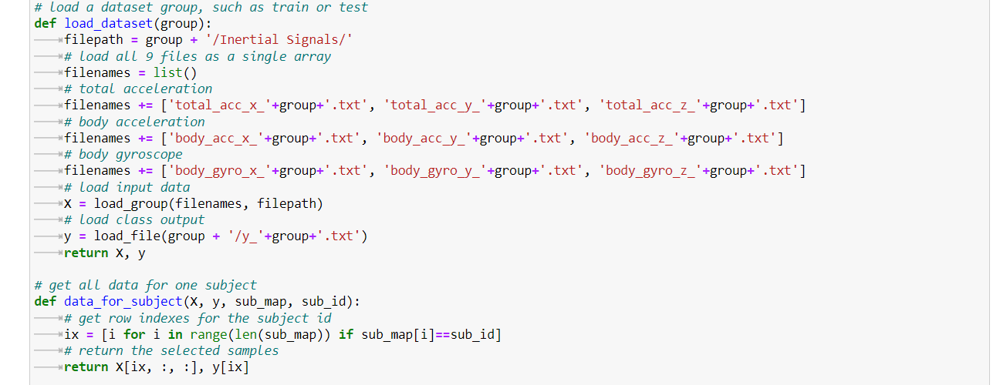 # load a dataset group, such as train or test
def load_dataset(group):
filepath = group + '/Inertial Signals/'
# load all 9 files as a single array
filenames = list()
# total acceleration
filenames += ['total_acc_x_'+group+'.txt', 'total_acc_y_'+group+'.txt', 'total_acc_z_'+group+'.txt']
# body acceleration
filenames += ['body_acc_x_'+group+'.txt', 'body_acc_y_'+group+'.txt', 'body_acc_z_'+group+'.txt']
# body gyroscope
filenames += ['body_gyro_x_'+group+'.txt', 'body_gyro_y_'+group+'.txt', 'body_gyro_z_'+group+'.txt']
# load input data
X = load_group(filenames, filepath)
# load class output
y = load_file(group + '/y_'+group+'.txt')
return X, y
# get all data for one subject
def data_for_subject(X, y, sub_map, sub_id):
# get row indexes for the subject id
ix = [i for i in range(len(sub_map)) if sub_map[i]==sub_id]
# return the selected samples
return X[ix, :, :], y[ix]